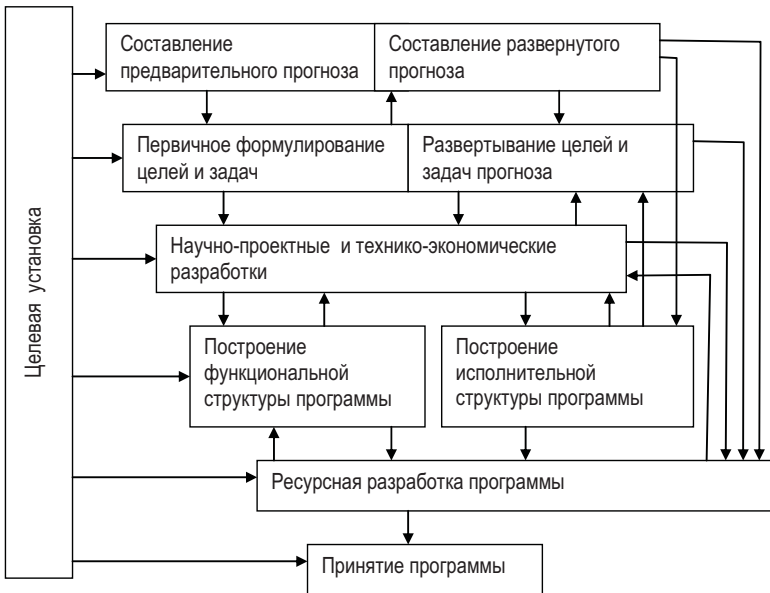 Целевая установка
Составление
предварительного прогноза
Составление развернутого
прогноза
Первичное формулирование
целей и задач
Развертывание целей и
задач прогноза
Научно-проектные и технико-экономические
разработки
Построение
функциональной
структуры программы
Построение
исполнительной
структуры программы
Ресурсная разработка программы
Принятие программы